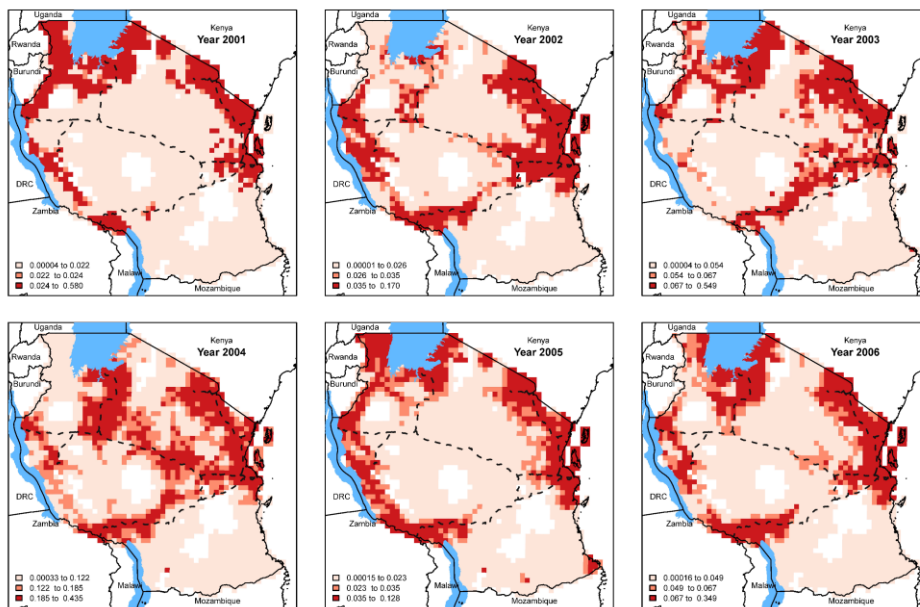 Uganda
Kenya
Year 2001
Rwanda
Burundi
DRC
Zambia
Malawi
Mozambique
0.00004 to 0.022
0.022 to 0.024
0.024 to 0.580
Uganda
Kenya
Year 2002
Rwanda
Burundi
DRC
Zambia
Malawi
Mozambique
0.00001 to 0.026
0.026 to 0.035
0.035 to 0.170
Uganda
Kenya
Year 2003
Rwanda
Burundi
DRC
Zambia
Malawi
Mozambique
0.00004 to 0.054
0.054 to 0.067
0.067 to 0.549
Uganda
Kenya
Year 2004
Rwanda
Burundi
DRC
Zambia
Malawi
Mozambique
0.00033 to 0.122
0.122 to 0.185
0.185 to 0.435
Uganda
Kenya
Year 2005
Rwanda
Burundi
DRC
Zambia
Malawi
Mozambique
0.00015 to 0.023
0.023 to 0.035
0.035 to 0.128
Uganda
Kenya
Year 2006
Rwanda
Burundi
DRC
Zambia
Malawi
Mozambique
0.00016 to 0.049
0.049 to 0.067
0.067 to 0.349